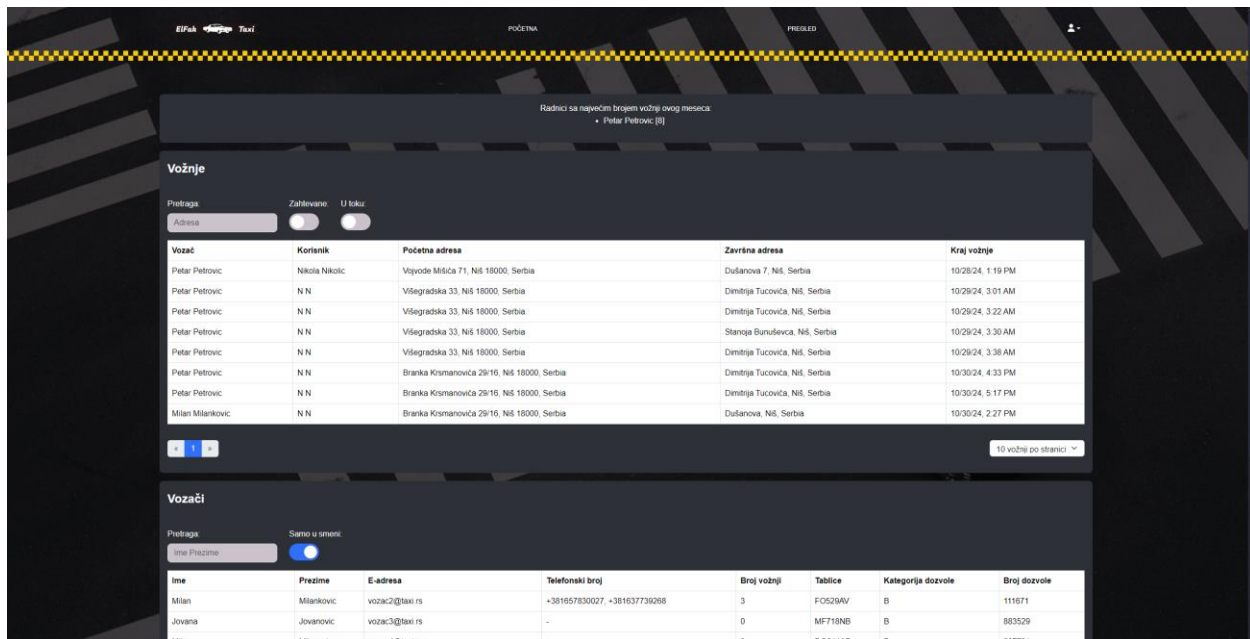 ElFak Taxi POČETNA PREGLED
Radnici sa najvećim brojem vožnji ovog meseca:
• Petar Petrovic [8]
Vožnje
Pretraga: Zahtevane: U toku:
Adresa
Vozač Korisnik Početna adresa Završna adresa Kraj vožnje
Petar Petrovic Nikola Nikolic Vojvode Mišića 71, Niš 18000, Serbia Dušanova 7, Niš, Serbia 10/28/24, 1:19 PM
Petar Petrovic N N Višegradska 33, Niš 18000, Serbia Dimitrija Tucovića, Niš, Serbia 10/29/24, 3:01 AM
Petar Petrovic N N Višegradska 33, Niš 18000, Serbia Dimitrija Tucovića, Niš, Serbia 10/29/24, 3:22 AM
Petar Petrovic N N Višegradska 33, Niš 18000, Serbia Stanoja Bunuševca, Niš, Serbia 10/29/24, 3:30 AM
Petar Petrovic N N Višegradska 33, Niš 18000, Serbia Dimitrija Tucovića, Niš, Serbia 10/29/24, 3:38 AM
Petar Petrovic N N Branka Krsmanovića 29/16, Niš 18000, Serbia Dimitrija Tucovića, Niš, Serbia 10/30/24, 4:33 PM
Petar Petrovic N N Branka Krsmanovića 29/16, Niš 18000, Serbia Dimitrija Tucovića, Niš, Serbia 10/30/24, 5:17 PM
Milan Milankovic N N Branka Krsmanovića 29/16, Niš 18000, Serbia Dušanova, Niš, Serbia 10/30/24, 2:27 PM
« 1 » 10 vožnji po stranici
Vozači
Pretraga: Samo u smeni:
Ime Prezime
Ime Prezime E-adresa Telefonski broj Broj vožnji Tablice Kategorija dozvole Broj dozvole
Milan Milankovic vozac2@taxi.rs +381657830027, +381637739268 3 FO529AV B 111671
Jovana Jovanovic vozac3@taxi.rs - 0 MF718NB B 883529